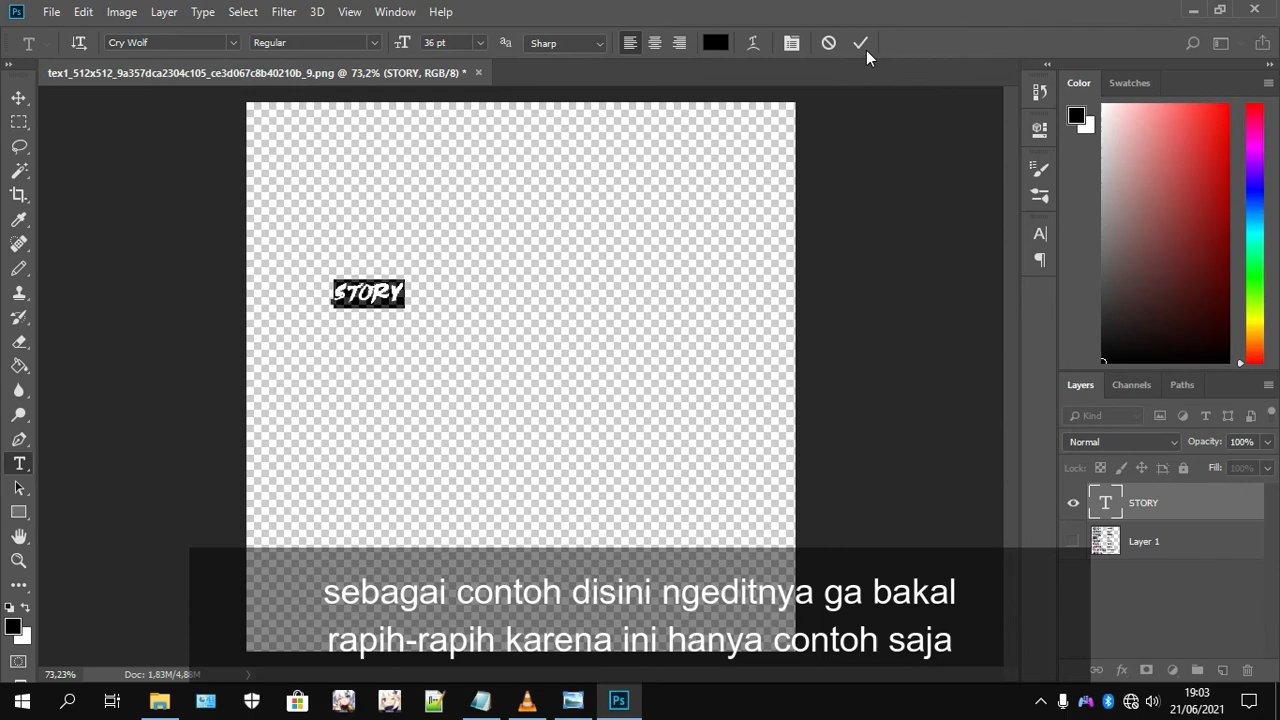 File Edit Image Layer Type Select Filter 3D View Window Help
Cry Wolf Regular 36 pt Sharp
tex1_512x512_9a357dca2304c105_ce3d067c8b40210b_9.png @ 73,2% (STORY, RGB/8) *
Color Swatches
STORY
Layers Channels Paths
Kind
Normal Opacity: 100%
Lock: Fill: 100%
STORY
Layer 1
sebagai contoh disini ngeditnya ga bakal
rapih-rapih karena ini hanya contoh saja
73,23% Doc: 1,83M/4,88M
19:03
21/06/2021